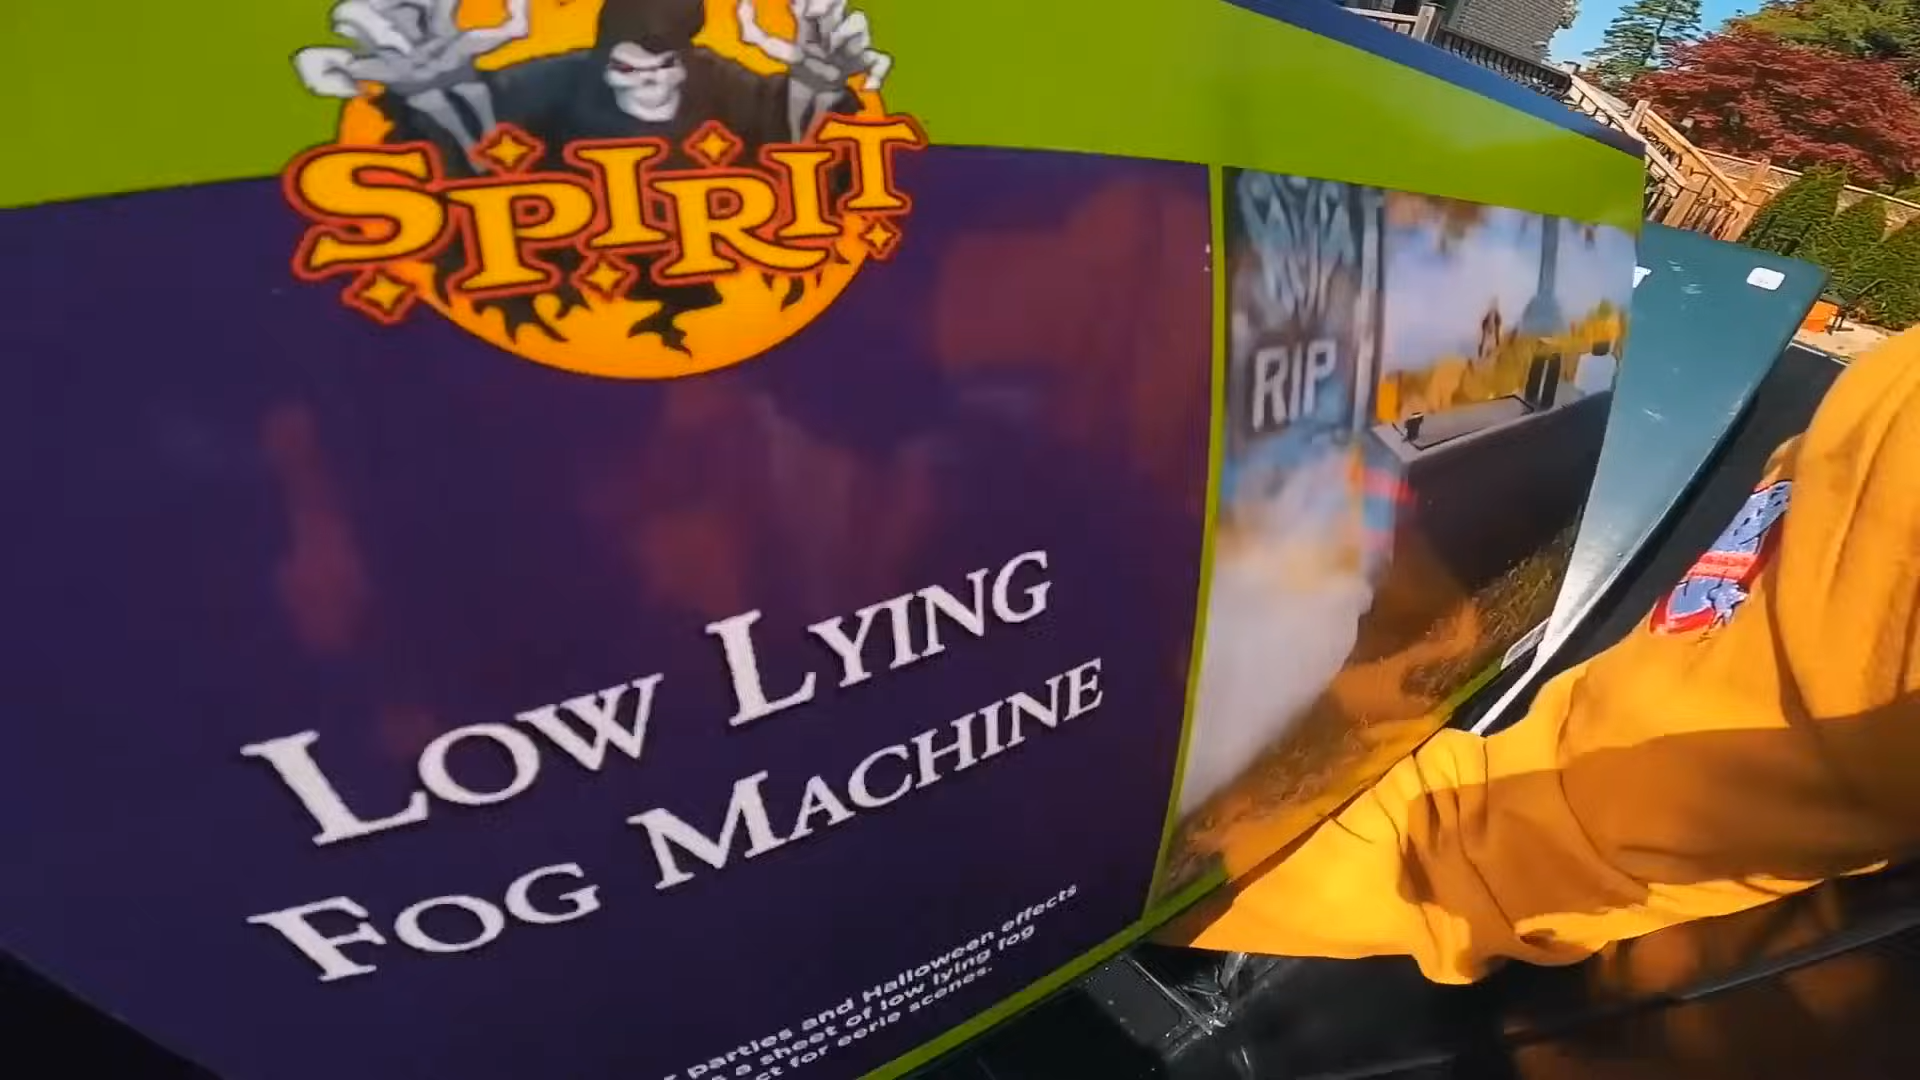 SPIRIT
RIP
LOW LYING
FOG MACHINE
parties and Halloween effects
a sheet of low lying fog
for eerie scenes.